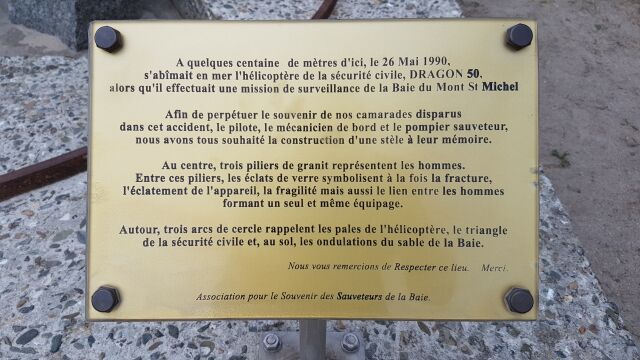 A quelques centaine de mètres d'ici, le 26 Mai 1990,
s'abîmait en mer l'hélicoptère de la sécurité civile, DRAGON 50,
alors qu'il effectuait une mission de surveillance de la Baie du Mont St Michel
Afin de perpétuer le souvenir de nos camarades disparus
dans cet accident, le pilote, le mécanicien de bord et le pompier sauveteur,
nous avons tous souhaité la construction d'une stèle à leur mémoire.
Au centre, trois piliers de granit représentent les hommes.
Entre ces piliers, les éclats de verre symbolisent à la fois la fracture,
l'éclatement de l'appareil, la fragilité mais aussi le lien entre les hommes
formant un seul et même équipage.
Autour, trois arcs de cercle rappelent les pales de l'hélicoptère, le triangle
de la sécurité civile et, au sol, les ondulations du sable de la Baie.
Nous vous remercions de Respecter ce lieu. Merci.
Association pour le Souvenir des Sauveteurs de la Baie.